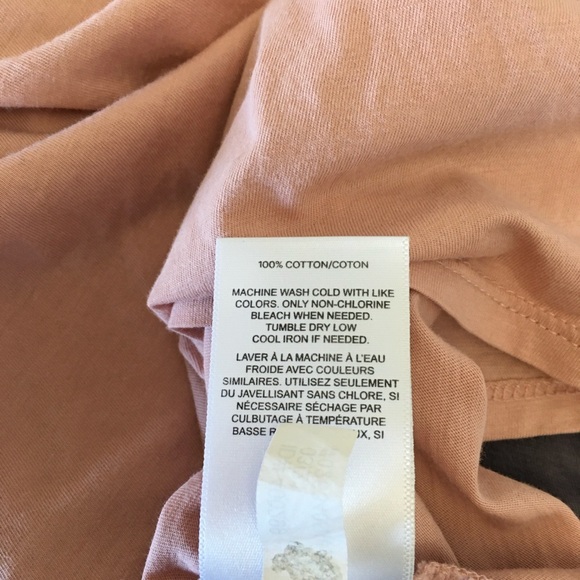 100% COTTON/COTON
MACHINE WASH COLD WITH LIKE
COLORS. ONLY NON-CHLORINE
BLEACH WHEN NEEDED.
TUMBLE DRY LOW
COOL IRON IF NEEDED.
LAVER À LA MACHINE À L'EAU
FROIDE AVEC COULEURS
SIMILAIRES. UTILISEZ SEULEMENT
DU JAVELLISANT SANS CHLORE, SI
NÉCESSAIRE SÉCHAGE PAR
CULBUTAGE À TEMPÉRATURE
BASSE SI